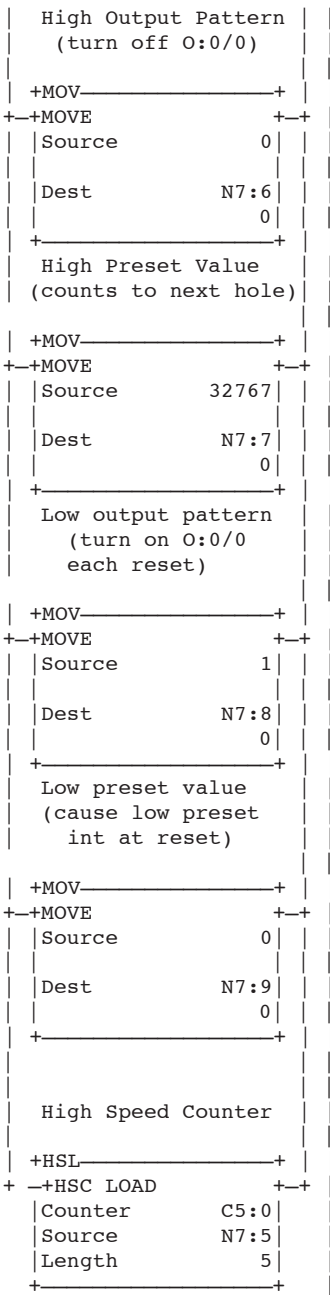 High Output Pattern
(turn off O:0/0)
+MOV–––––––––––––––+
+–+MOVE +–+
Source 0
Dest N7:6
0
+––––––––––––––––––+
High Preset Value
(counts to next hole)
+MOV–––––––––––––––+
+–+MOVE +–+
Source 32767
Dest N7:7
0
+––––––––––––––––––+
Low output pattern
(turn on O:0/0
each reset)
+MOV–––––––––––––––+
+–+MOVE +–+
Source 1
Dest N7:8
0
+––––––––––––––––––+
Low preset value
(cause low preset
int at reset)
+MOV–––––––––––––––+
+–+MOVE +–+
Source 0
Dest N7:9
0
+––––––––––––––––––+
High Speed Counter
+HSL–––––––––––––––+
+ –+HSC LOAD +–+
Counter C5:0
Source N7:5
Length 5
+––––––––––––––––––+